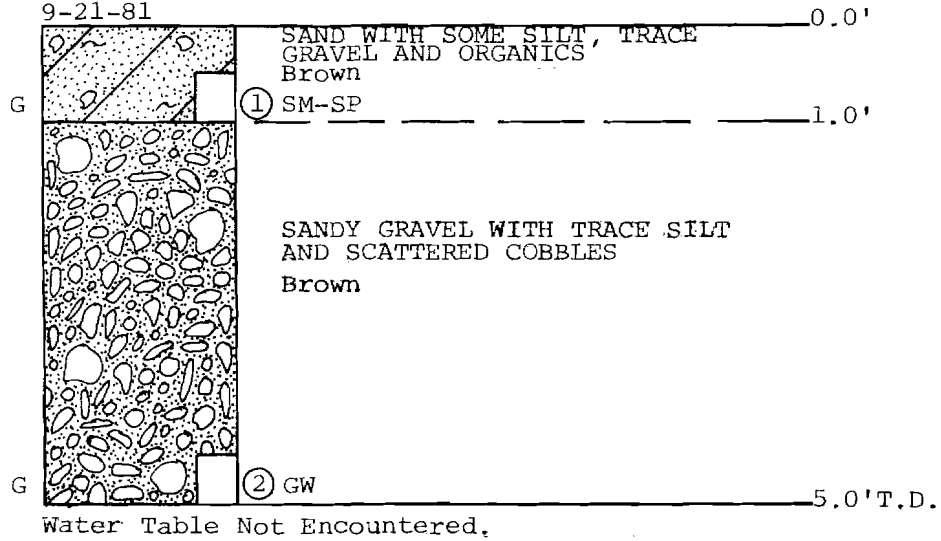 9-21-81
0.0'
SAND WITH SOME SILT, TRACE
GRAVEL AND ORGANICS
Brown
G
1 SM-SP
1.0'
SANDY GRAVEL WITH TRACE SILT
AND SCATTERED COBBLES
Brown
G
2 GW
5.0'T.D.
Water Table Not Encountered.